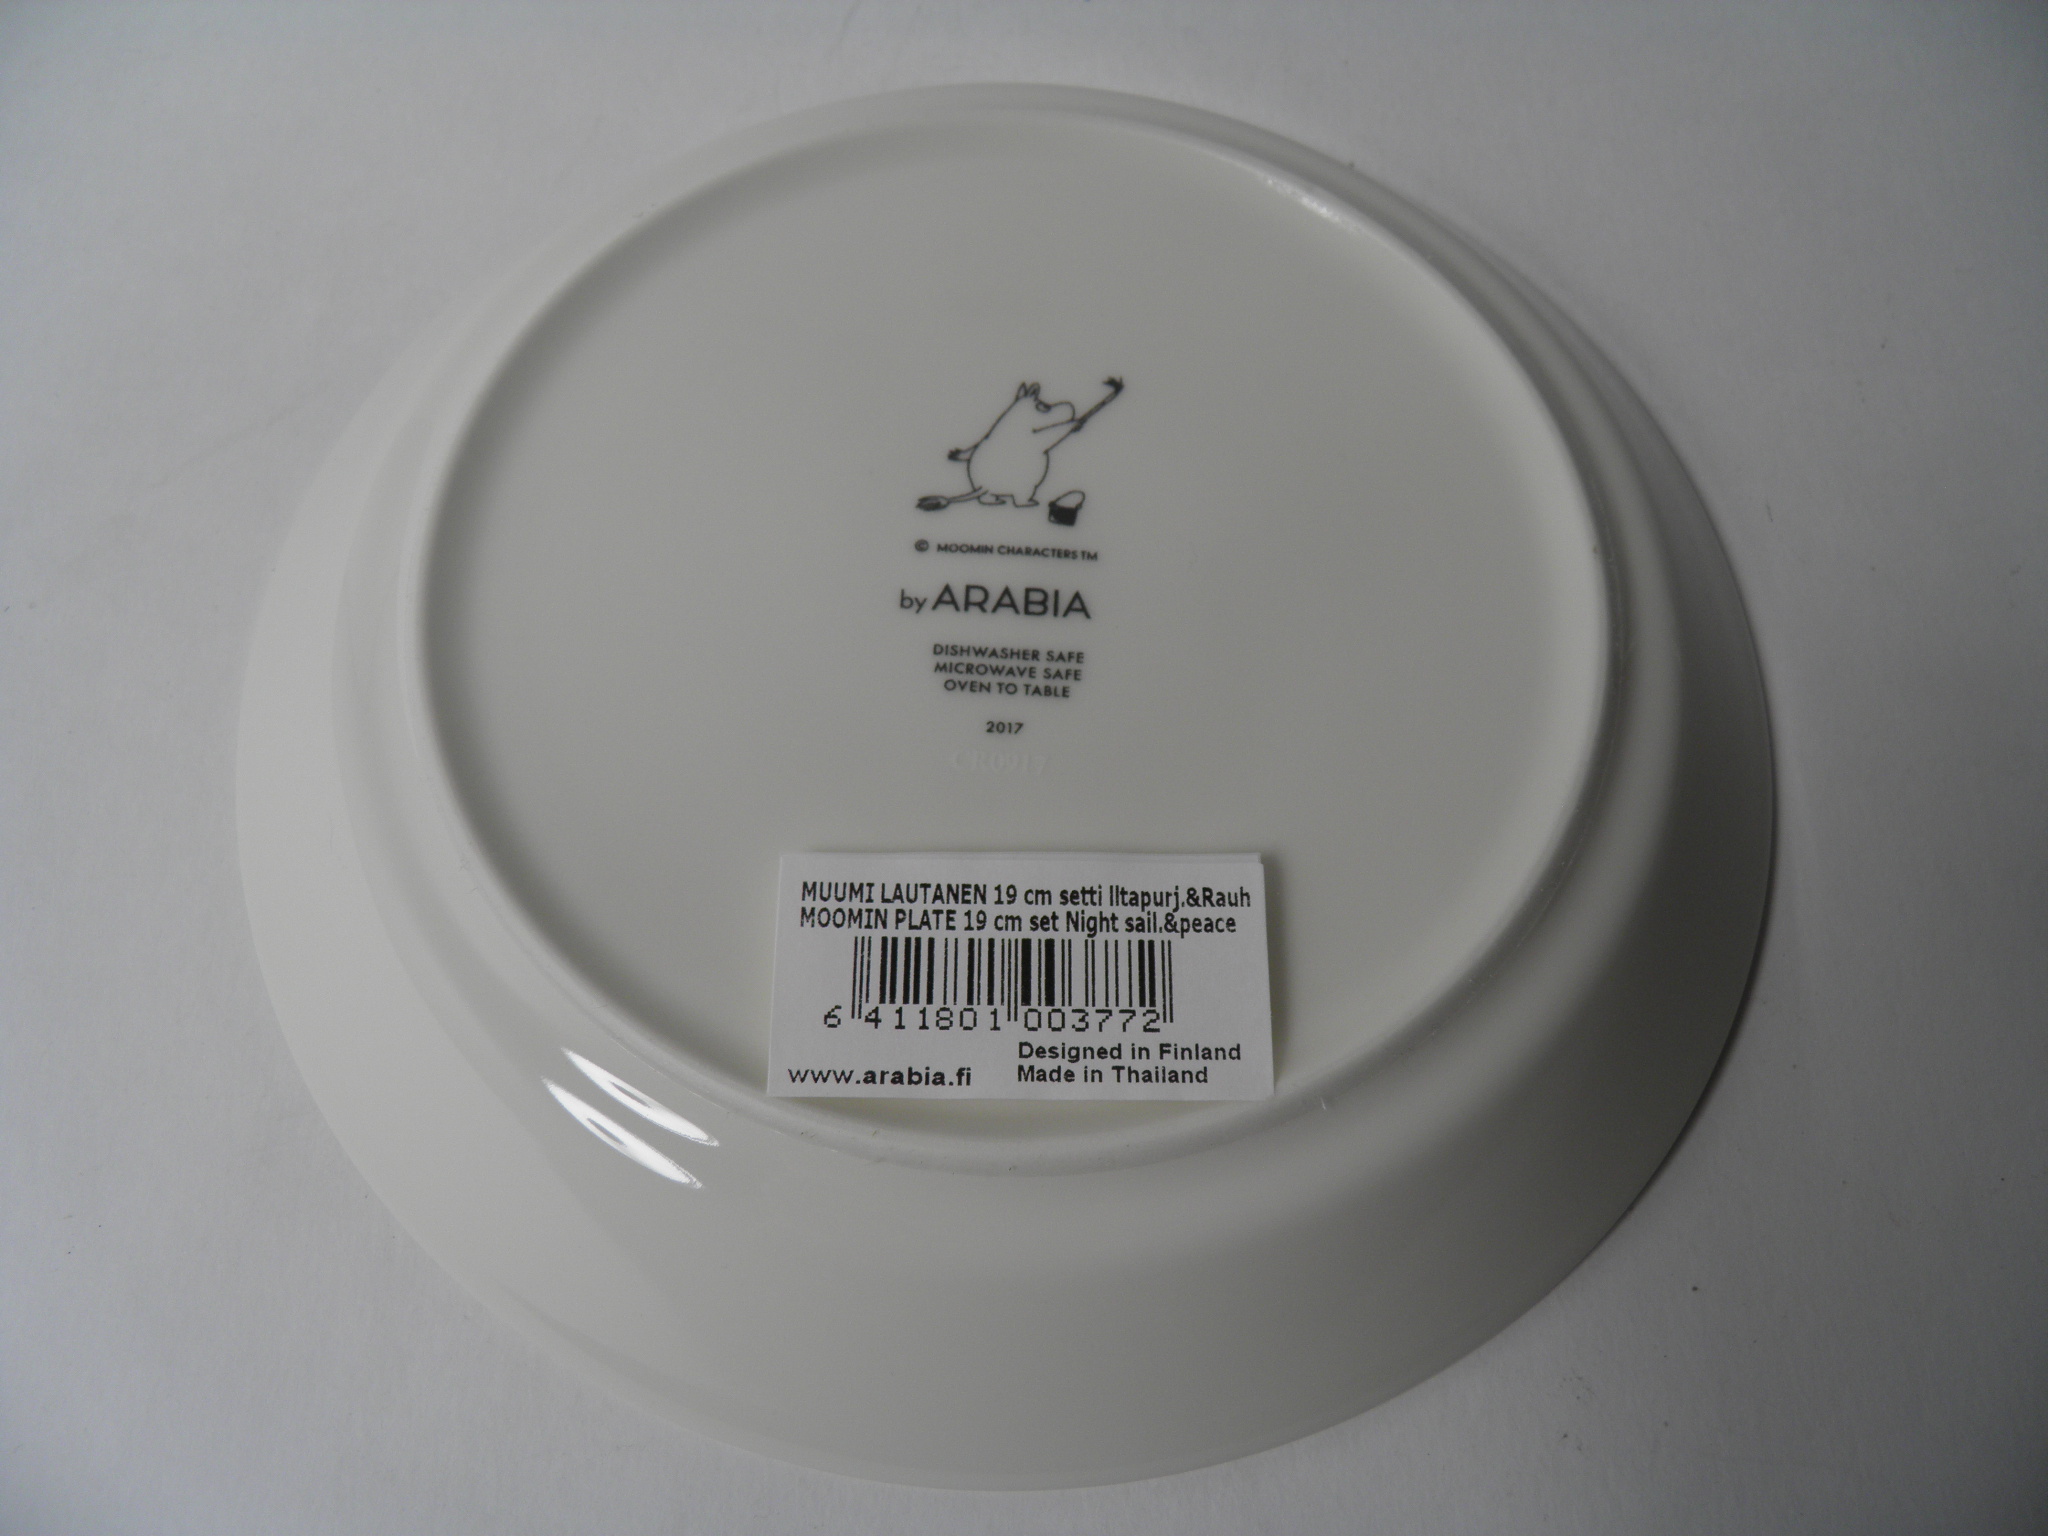 © MOOMIN CHARACTERS TM
by ARABIA
DISHWASHER SAFE
MICROWAVE SAFE
OVEN TO TABLE
2017
CR0917
MUUMI LAUTANEN 19 cm setti Iltapurj.&Rauh
MOOMIN PLATE 19 cm set Night sail.&peace
6 411801 003772
www.arabia.fi
Designed in Finland
Made in Thailand